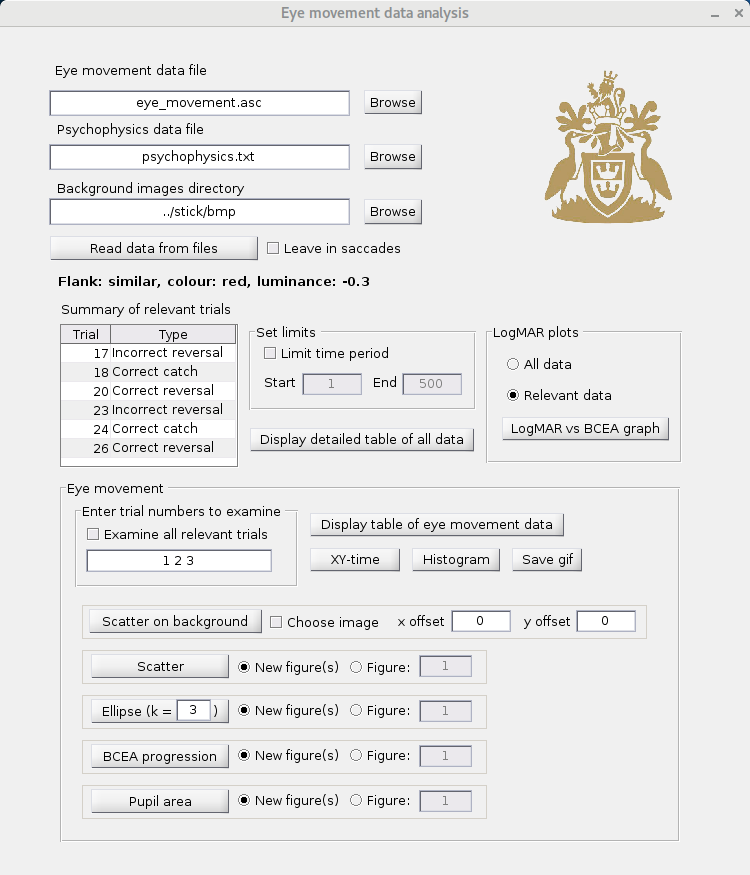 Eye movement data analysis
Eye movement data file
eye_movement.asc Browse
Psychophysics data file
psychophysics.txt Browse
Background images directory
../stick/bmp Browse
Read data from files Leave in saccades
Flank: similar, colour: red, luminance: -0.3
Summary of relevant trials
Trial Type
17 Incorrect reversal
18 Correct catch
20 Correct reversal
23 Incorrect reversal
24 Correct catch
26 Correct reversal
Set limits
Limit time period
Start 1 End 500
Display detailed table of all data
LogMAR plots
All data
Relevant data
LogMAR vs BCEA graph
Eye movement
Enter trial numbers to examine
Examine all relevant trials
1 2 3
Display table of eye movement data
XY-time Histogram Save gif
Scatter on background Choose image x offset 0 y offset 0
Scatter New figure(s) Figure: 1
Ellipse (k = 3 ) New figure(s) Figure: 1
BCEA progression New figure(s) Figure: 1
Pupil area New figure(s) Figure: 1